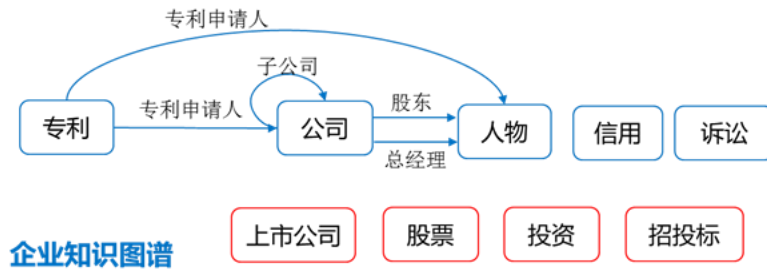 专利申请人
子公司
专利申请人
股东
专利
公司
人物
信用
诉讼
总经理
上市公司
股票
投资
招投标
企业知识图谱